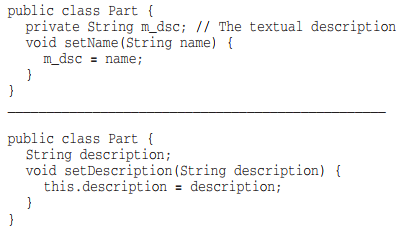 public class Part {
  private String m_dsc; // The textual description
  void setName(String name) {
    m_dsc = name;
  }
}
public class Part {
  String description;
  void setDescription(String description) {
    this.description = description;
  }
}